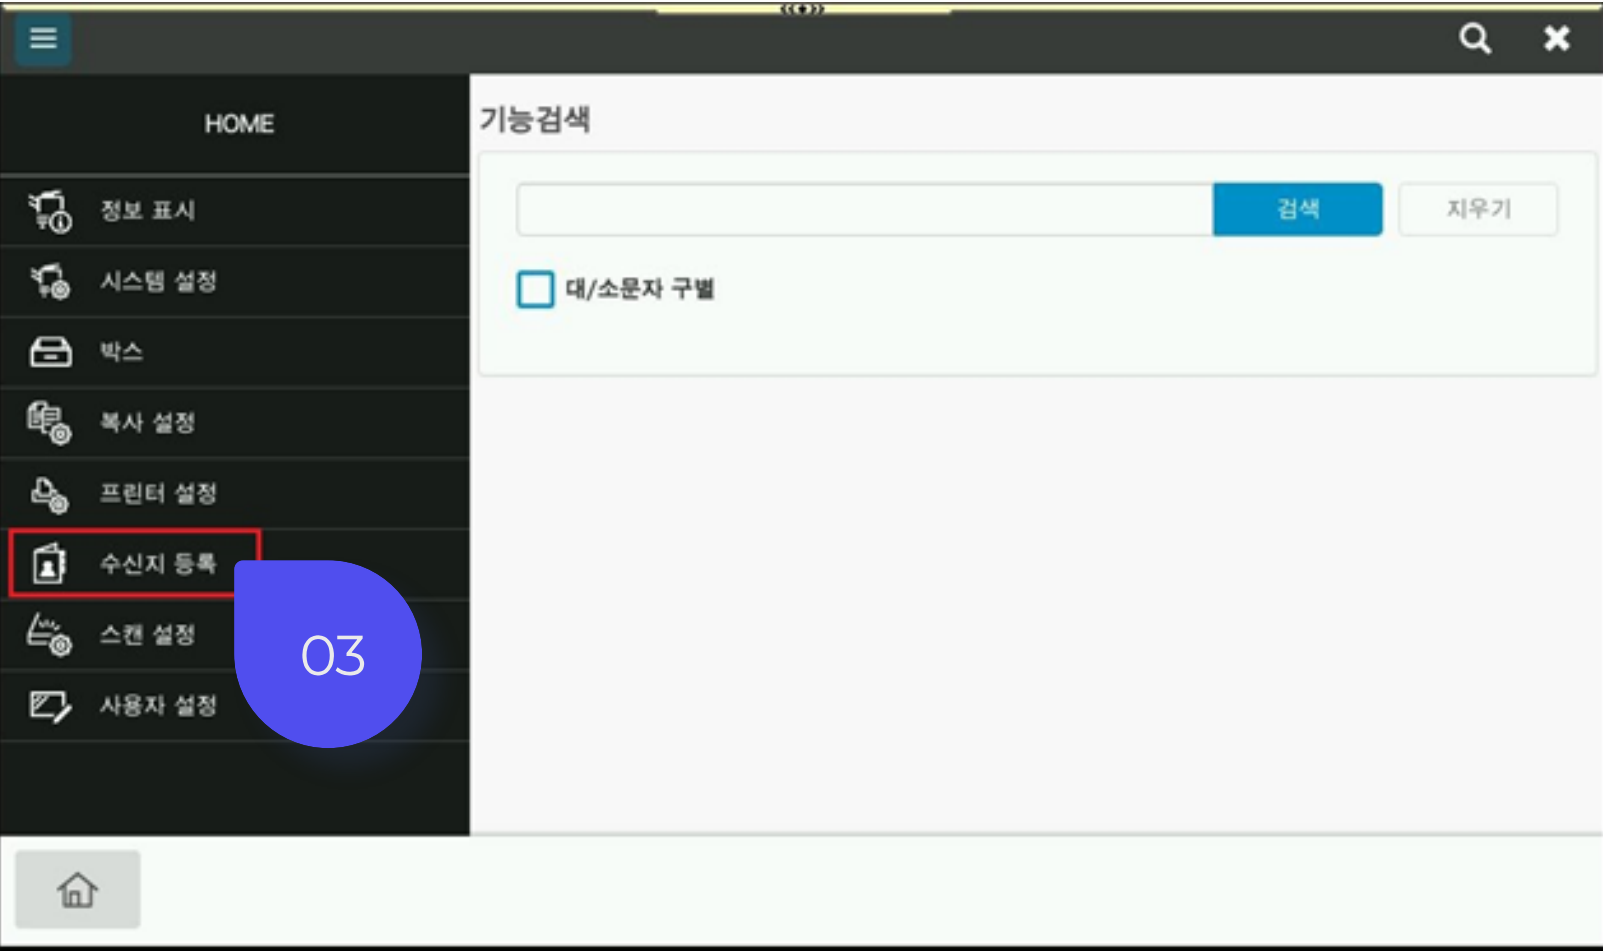 HOME
정보 표시
시스템 설정
박스
복사 설정
프린터 설정
수신지 등록
스캔 설정
사용자 설정
03
기능검색
검색
지우기
대/소문자 구별